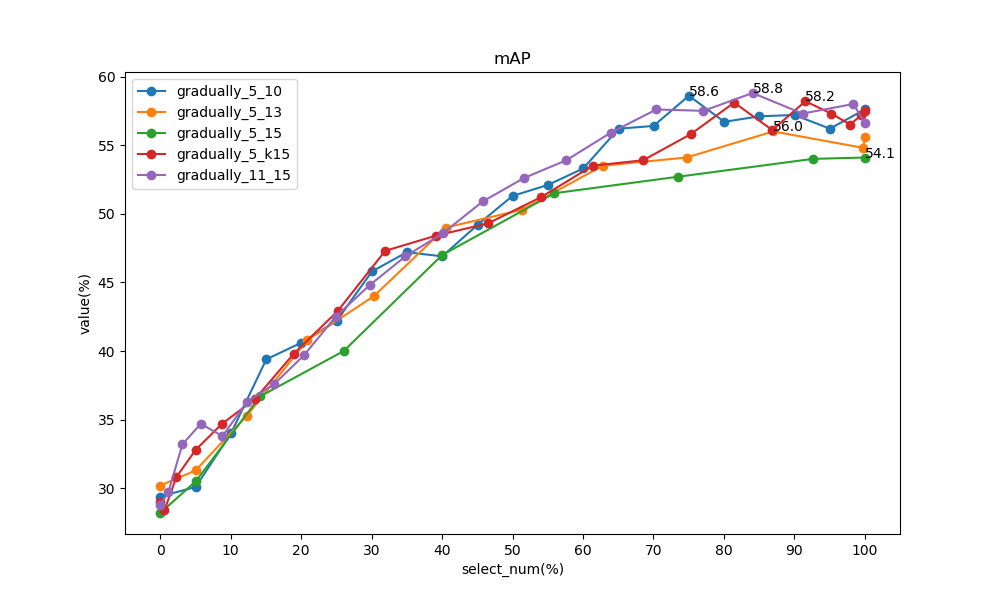 mAP
gradually_5_10
gradually_5_13
gradually_5_15
gradually_5_k15
gradually_11_15
58.6
58.8
58.2
56.0
54.1
60
55
50
45
40
35
30
value(%)
0 10 20 30 40 50 60 70 80 90 100
select_num(%)